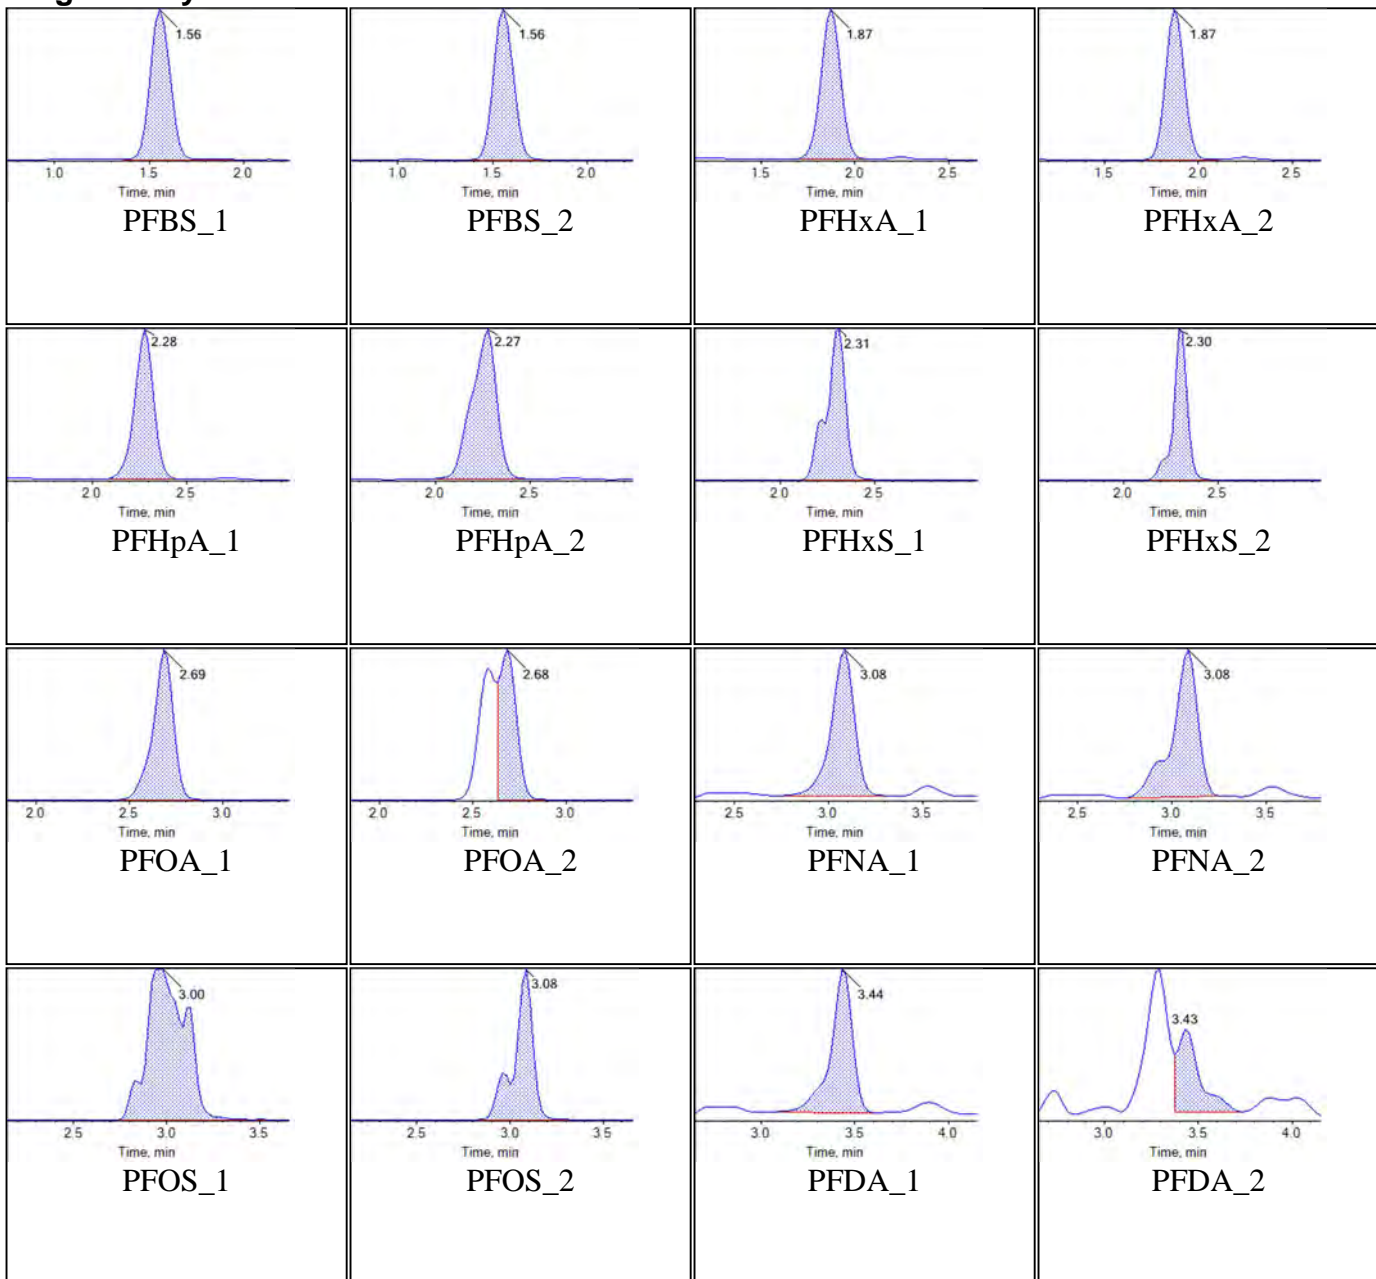 1.56 1.56 1.87 1.87
1.0 1.5 2.0 1.0 1.5 2.0 1.5 2.0 2.5 1.5 2.0 2.5
Time, min Time, min Time, min Time, min
PFBS_1 PFBS_2 PFHxA_1 PFHxA_2
2.28 2.27 2.31 2.30
2.0 2.5 2.0 2.5 2.0 2.5 2.0 2.5
Time, min Time, min Time, min Time, min
PFHpA_1 PFHpA_2 PFHxS_1 PFHxS_2
2.69 2.68 3.08 3.08
2.0 2.5 3.0 2.0 2.5 3.0 2.5 3.0 3.5 2.5 3.0 3.5
Time, min Time, min Time, min Time, min
PFOA_1 PFOA_2 PFNA_1 PFNA_2
3.00 3.08 3.44 3.43
2.5 3.0 3.5 2.5 3.0 3.5 3.0 3.5 4.0 3.0 3.5 4.0
Time, min Time, min Time, min Time, min
PFOS_1 PFOS_2 PFDA_1 PFDA_2